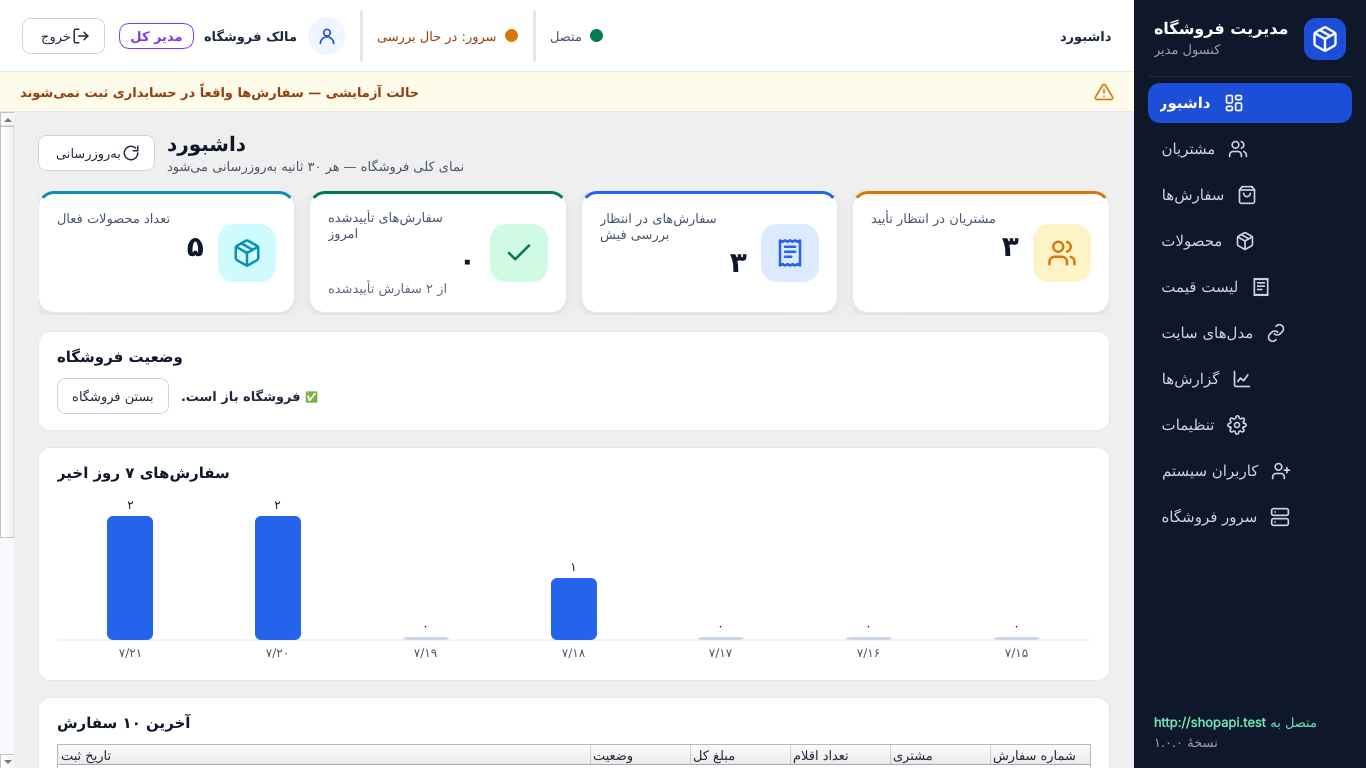 مدیریت فروشگاه
کنسول مدیر
داشبور
مشتریان
سفارش‌ها
محصولات
لیست قیمت
مدل‌های سایت
گزارش‌ها
تنظیمات
کاربران سیستم
سرور فروشگاه
متصل به http://shopapi.test
نسخهٔ ۱.۰.۰
داشبورد
متصل
سرور: در حال بررسی
مالک فروشگاه
مدیر کل
خروج
حالت آزمایشی — سفارش‌ها واقعاً در حسابداری ثبت نمی‌شوند
داشبورد
نمای کلی فروشگاه — هر ۳۰ ثانیه به‌روزرسانی می‌شود
به‌روزرسانی
مشتریان در انتظار تأیید
۳
سفارش‌های در انتظار
بررسی فیش
۳
سفارش‌های تأییدشده
امروز
۰
از ۲ سفارش تأییدشده
تعداد محصولات فعال
۵
وضعیت فروشگاه
✅ فروشگاه باز است.
بستن فروشگاه
سفارش‌های ۷ روز اخیر
۰ ۰ ۰ ۱ ۰ ۲ ۲
۷/۱۵ ۷/۱۶ ۷/۱۷ ۷/۱۸ ۷/۱۹ ۷/۲۰ ۷/۲۱
آخرین ۱۰ سفارش
شماره سفارش مشتری تعداد اقلام مبلغ کل وضعیت تاریخ ثبت